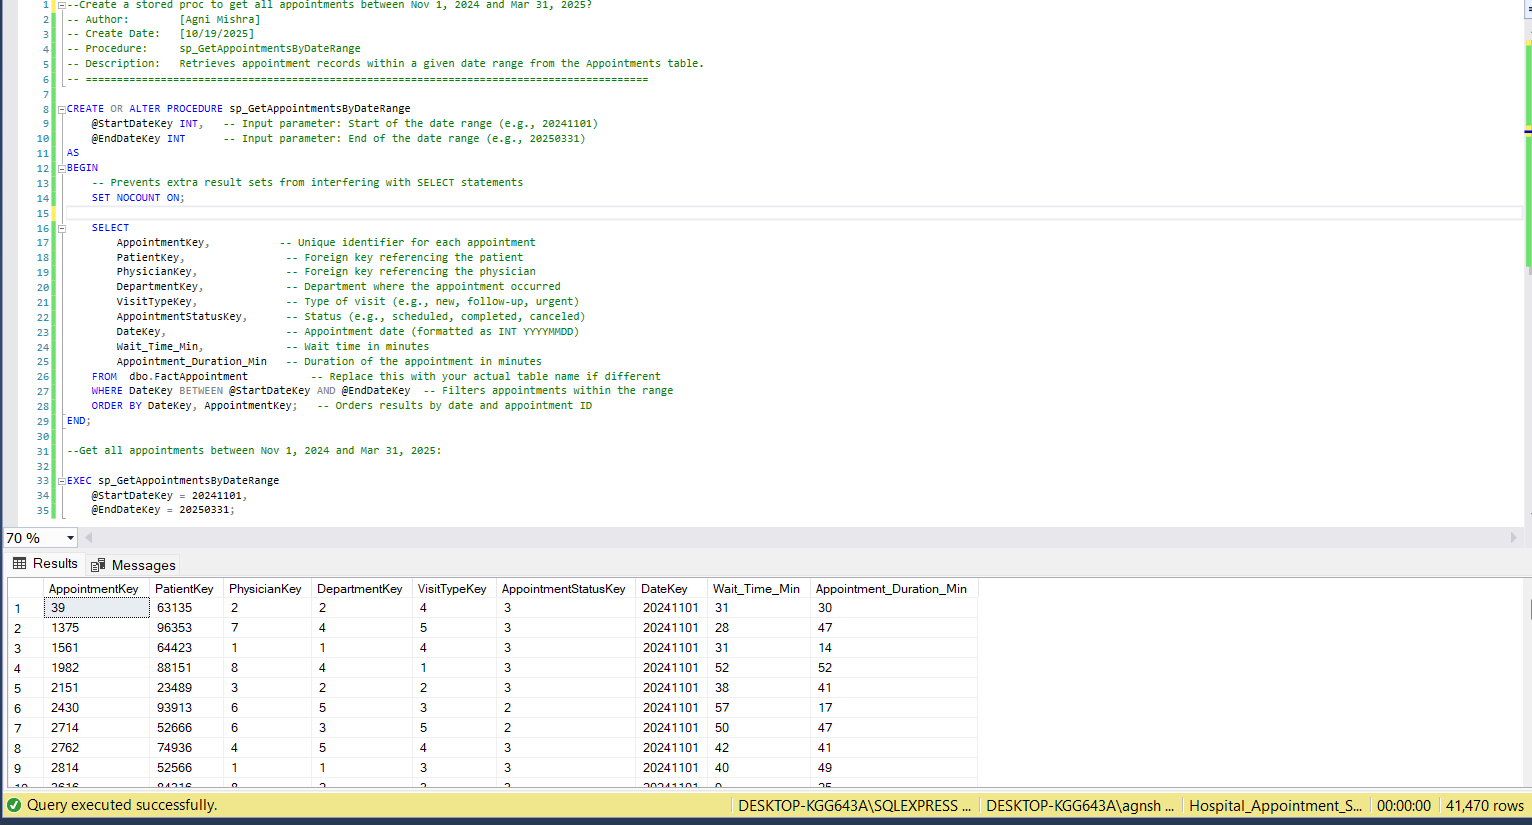 1 --Create a stored proc to get all appointments between Nov 1, 2024 and Mar 31, 2025?
2 -- Author: [Agni Mishra]
3 -- Create Date: [10/19/2025]
4 -- Procedure: sp_GetAppointmentsByDateRange
5 -- Description: Retrieves appointment records within a given date range from the Appointments table.
6 -- ==========================================================================================
7
8 CREATE OR ALTER PROCEDURE sp_GetAppointmentsByDateRange
9 @StartDateKey INT, -- Input parameter: Start of the date range (e.g., 20241101)
10 @EndDateKey INT -- Input parameter: End of the date range (e.g., 20250331)
11 AS
12 BEGIN
13 -- Prevents extra result sets from interfering with SELECT statements
14 SET NOCOUNT ON;
15
16 SELECT
17 AppointmentKey, -- Unique identifier for each appointment
18 PatientKey, -- Foreign key referencing the patient
19 PhysicianKey, -- Foreign key referencing the physician
20 DepartmentKey, -- Department where the appointment occurred
21 VisitTypeKey, -- Type of visit (e.g., new, follow-up, urgent)
22 AppointmentStatusKey, -- Status (e.g., scheduled, completed, canceled)
23 DateKey, -- Appointment date (formatted as INT YYYYMMDD)
24 Wait_Time_Min, -- Wait time in minutes
25 Appointment_Duration_Min -- Duration of the appointment in minutes
26 FROM dbo.FactAppointment -- Replace this with your actual table name if different
27 WHERE DateKey BETWEEN @StartDateKey AND @EndDateKey -- Filters appointments within the range
28 ORDER BY DateKey, AppointmentKey; -- Orders results by date and appointment ID
29 END;
30
31 --Get all appointments between Nov 1, 2024 and Mar 31, 2025:
32
33 EXEC sp_GetAppointmentsByDateRange
34 @StartDateKey = 20241101,
35 @EndDateKey = 20250331;
70 %
Results Messages
AppointmentKey PatientKey PhysicianKey DepartmentKey VisitTypeKey AppointmentStatusKey DateKey Wait_Time_Min Appointment_Duration_Min
1 39 63135 2 2 4 3 20241101 31 30
2 1375 96353 7 4 5 3 20241101 28 47
3 1561 64423 1 1 4 3 20241101 31 14
4 1982 88151 8 4 1 3 20241101 52 52
5 2151 23489 3 2 2 3 20241101 38 41
6 2430 93913 6 5 3 2 20241101 57 17
7 2714 52666 6 3 5 2 20241101 50 47
8 2762 74936 4 5 4 3 20241101 42 41
9 2814 52566 1 1 3 3 20241101 40 49
Query executed successfully. DESKTOP-KGG643A\SQLEXPRESS ... DESKTOP-KGG643A\agnsh ... Hospital_Appointment_S... 00:00:00 41,470 rows